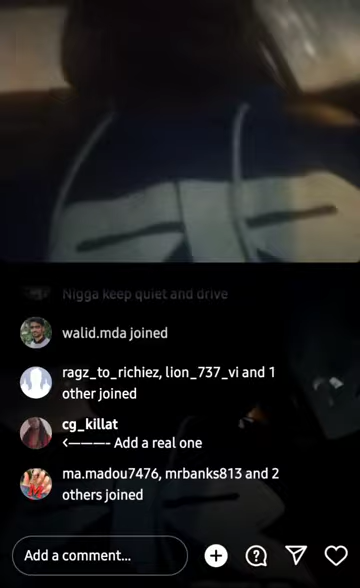 Nigga keep quiet and drive
walid.mda joined
ragz_to_richiez, lion_737_vi and 1
other joined
cg_killat
<———- Add a real one
ma.madou7476, mrbanks813 and 2
others joined
Add a comment...